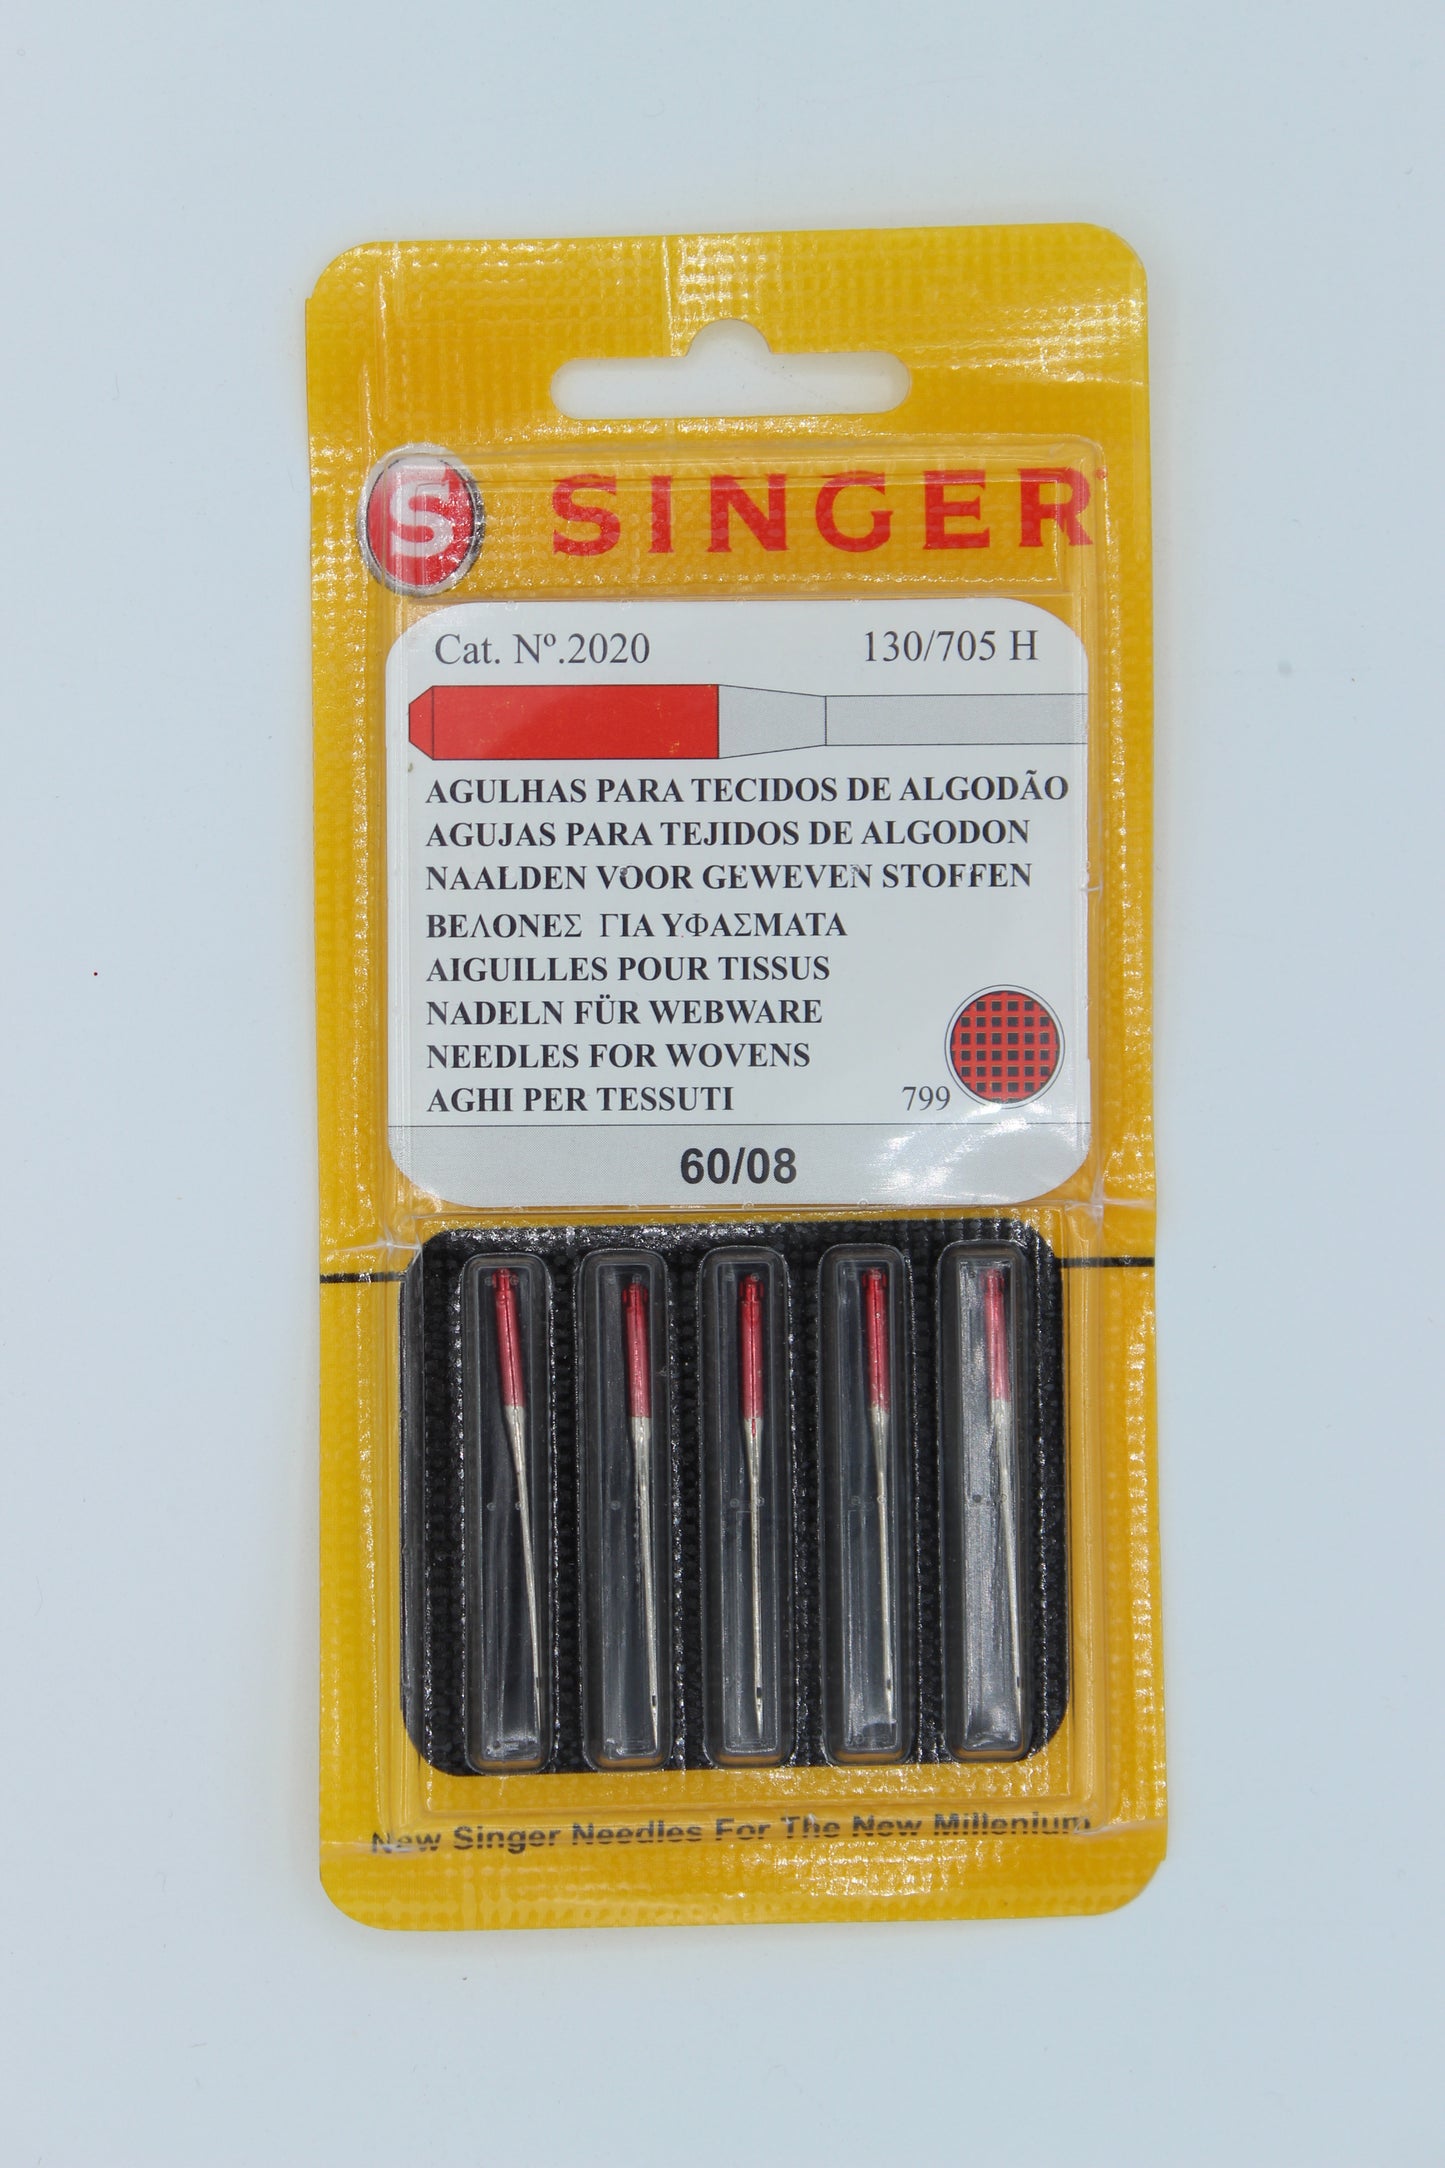 S SINGER
Cat. Nº.2020 130/705 H
AGULHAS PARA TECIDOS DE ALGODÃO
AGUJAS PARA TEJIDOS DE ALGODON
NAALDEN VOOR GEWEVEN STOFFEN
ΒΕΛΟΝΕΣ ΓΙΑ ΥΦΑΣΜΑΤΑ
AIGUILLES POUR TISSUS
NADELN FÜR WEBWARE
NEEDLES FOR WOVENS
AGHI PER TESSUTI 799
60/08
New Singer Needles For The New Millenium